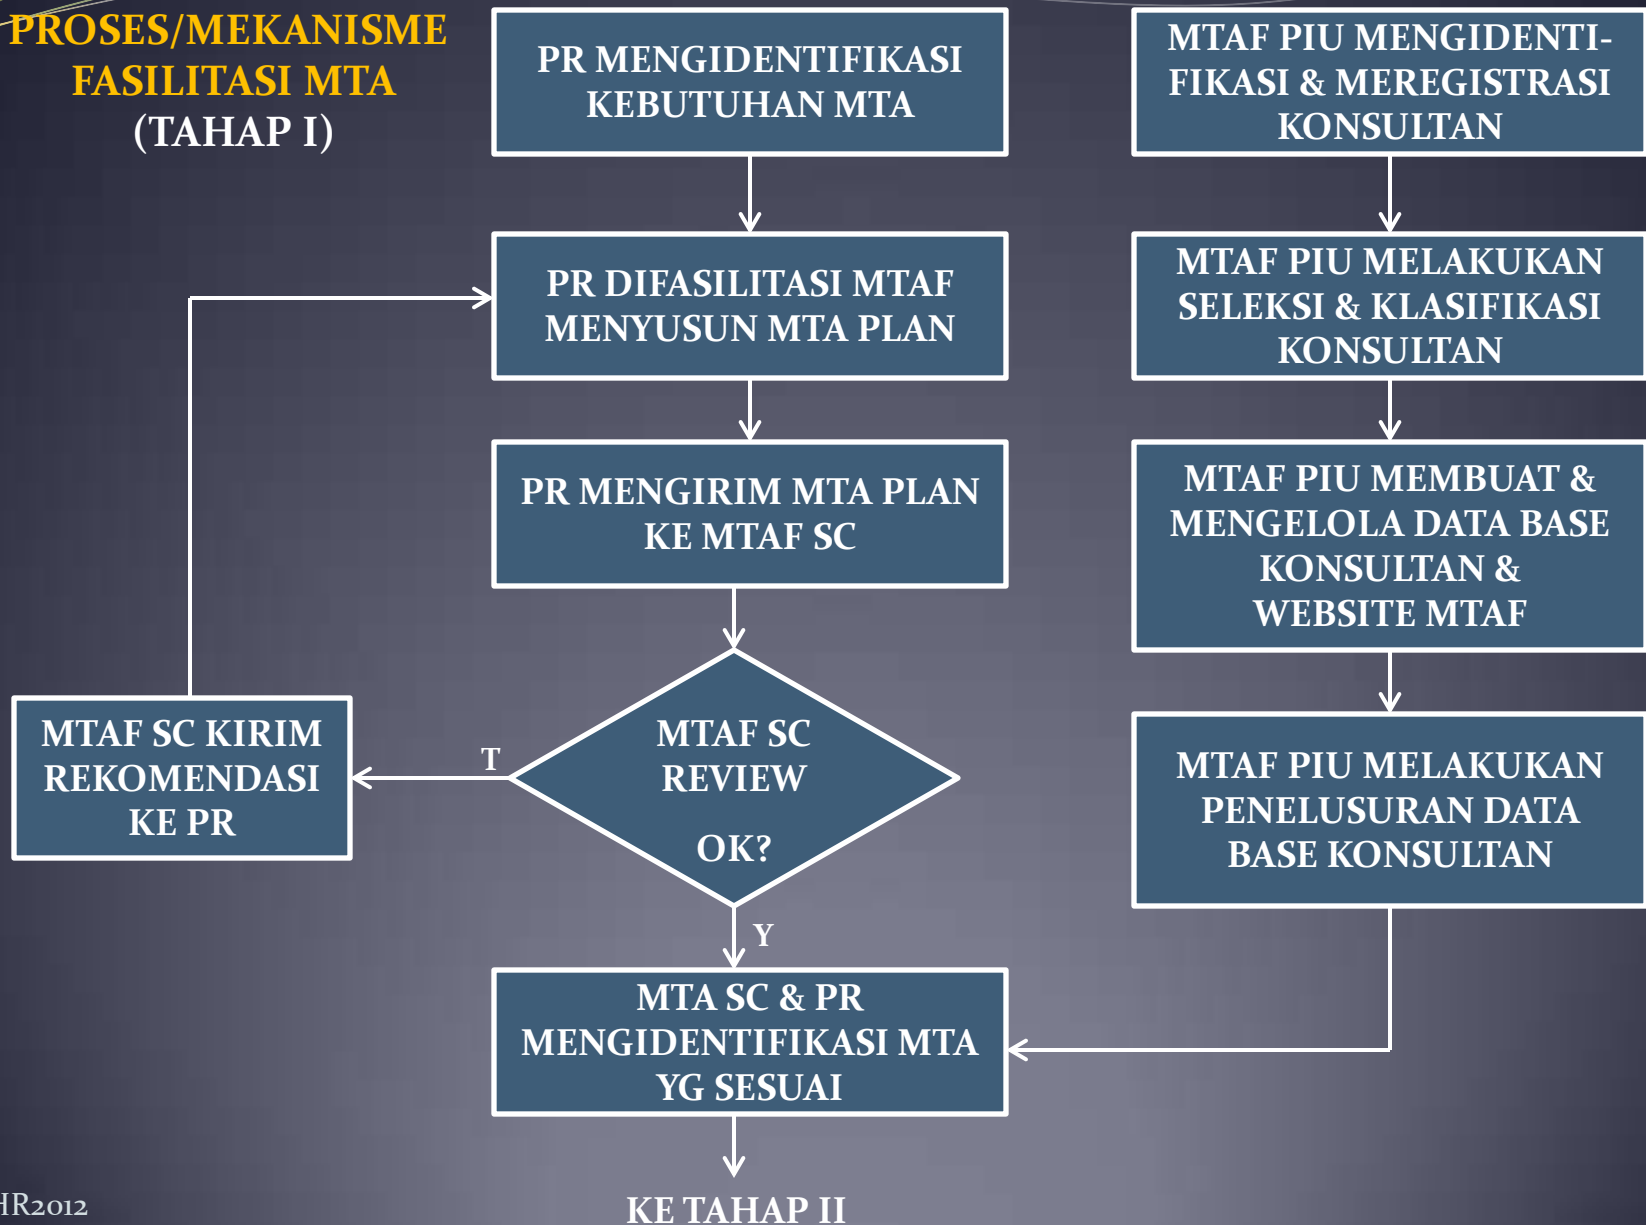 PROSES/MEKANISME
FASILITASI MTA
(TAHAP I)
PR MENGIDENTIFIKASI
KEBUTUHAN MTA
PR DIFASILITASI MTAF
MENYUSUN MTA PLAN
PR MENGIRIM MTA PLAN
KE MTAF SC
MTAF SC
REVIEW
OK?
T
MTAF SC KIRIM
REKOMENDASI
KE PR
Y
MTA SC & PR
MENGIDENTIFIKASI MTA
YG SESUAI
KE TAHAP II
MTAF PIU MENGIDENTI-
FIKASI & MEREGISTRASI
KONSULTAN
MTAF PIU MELAKUKAN
SELEKSI & KLASIFIKASI
KONSULTAN
MTAF PIU MEMBUAT &
MENGELOLA DATA BASE
KONSULTAN &
WEBSITE MTAF
MTAF PIU MELAKUKAN
PENELUSURAN DATA
BASE KONSULTAN